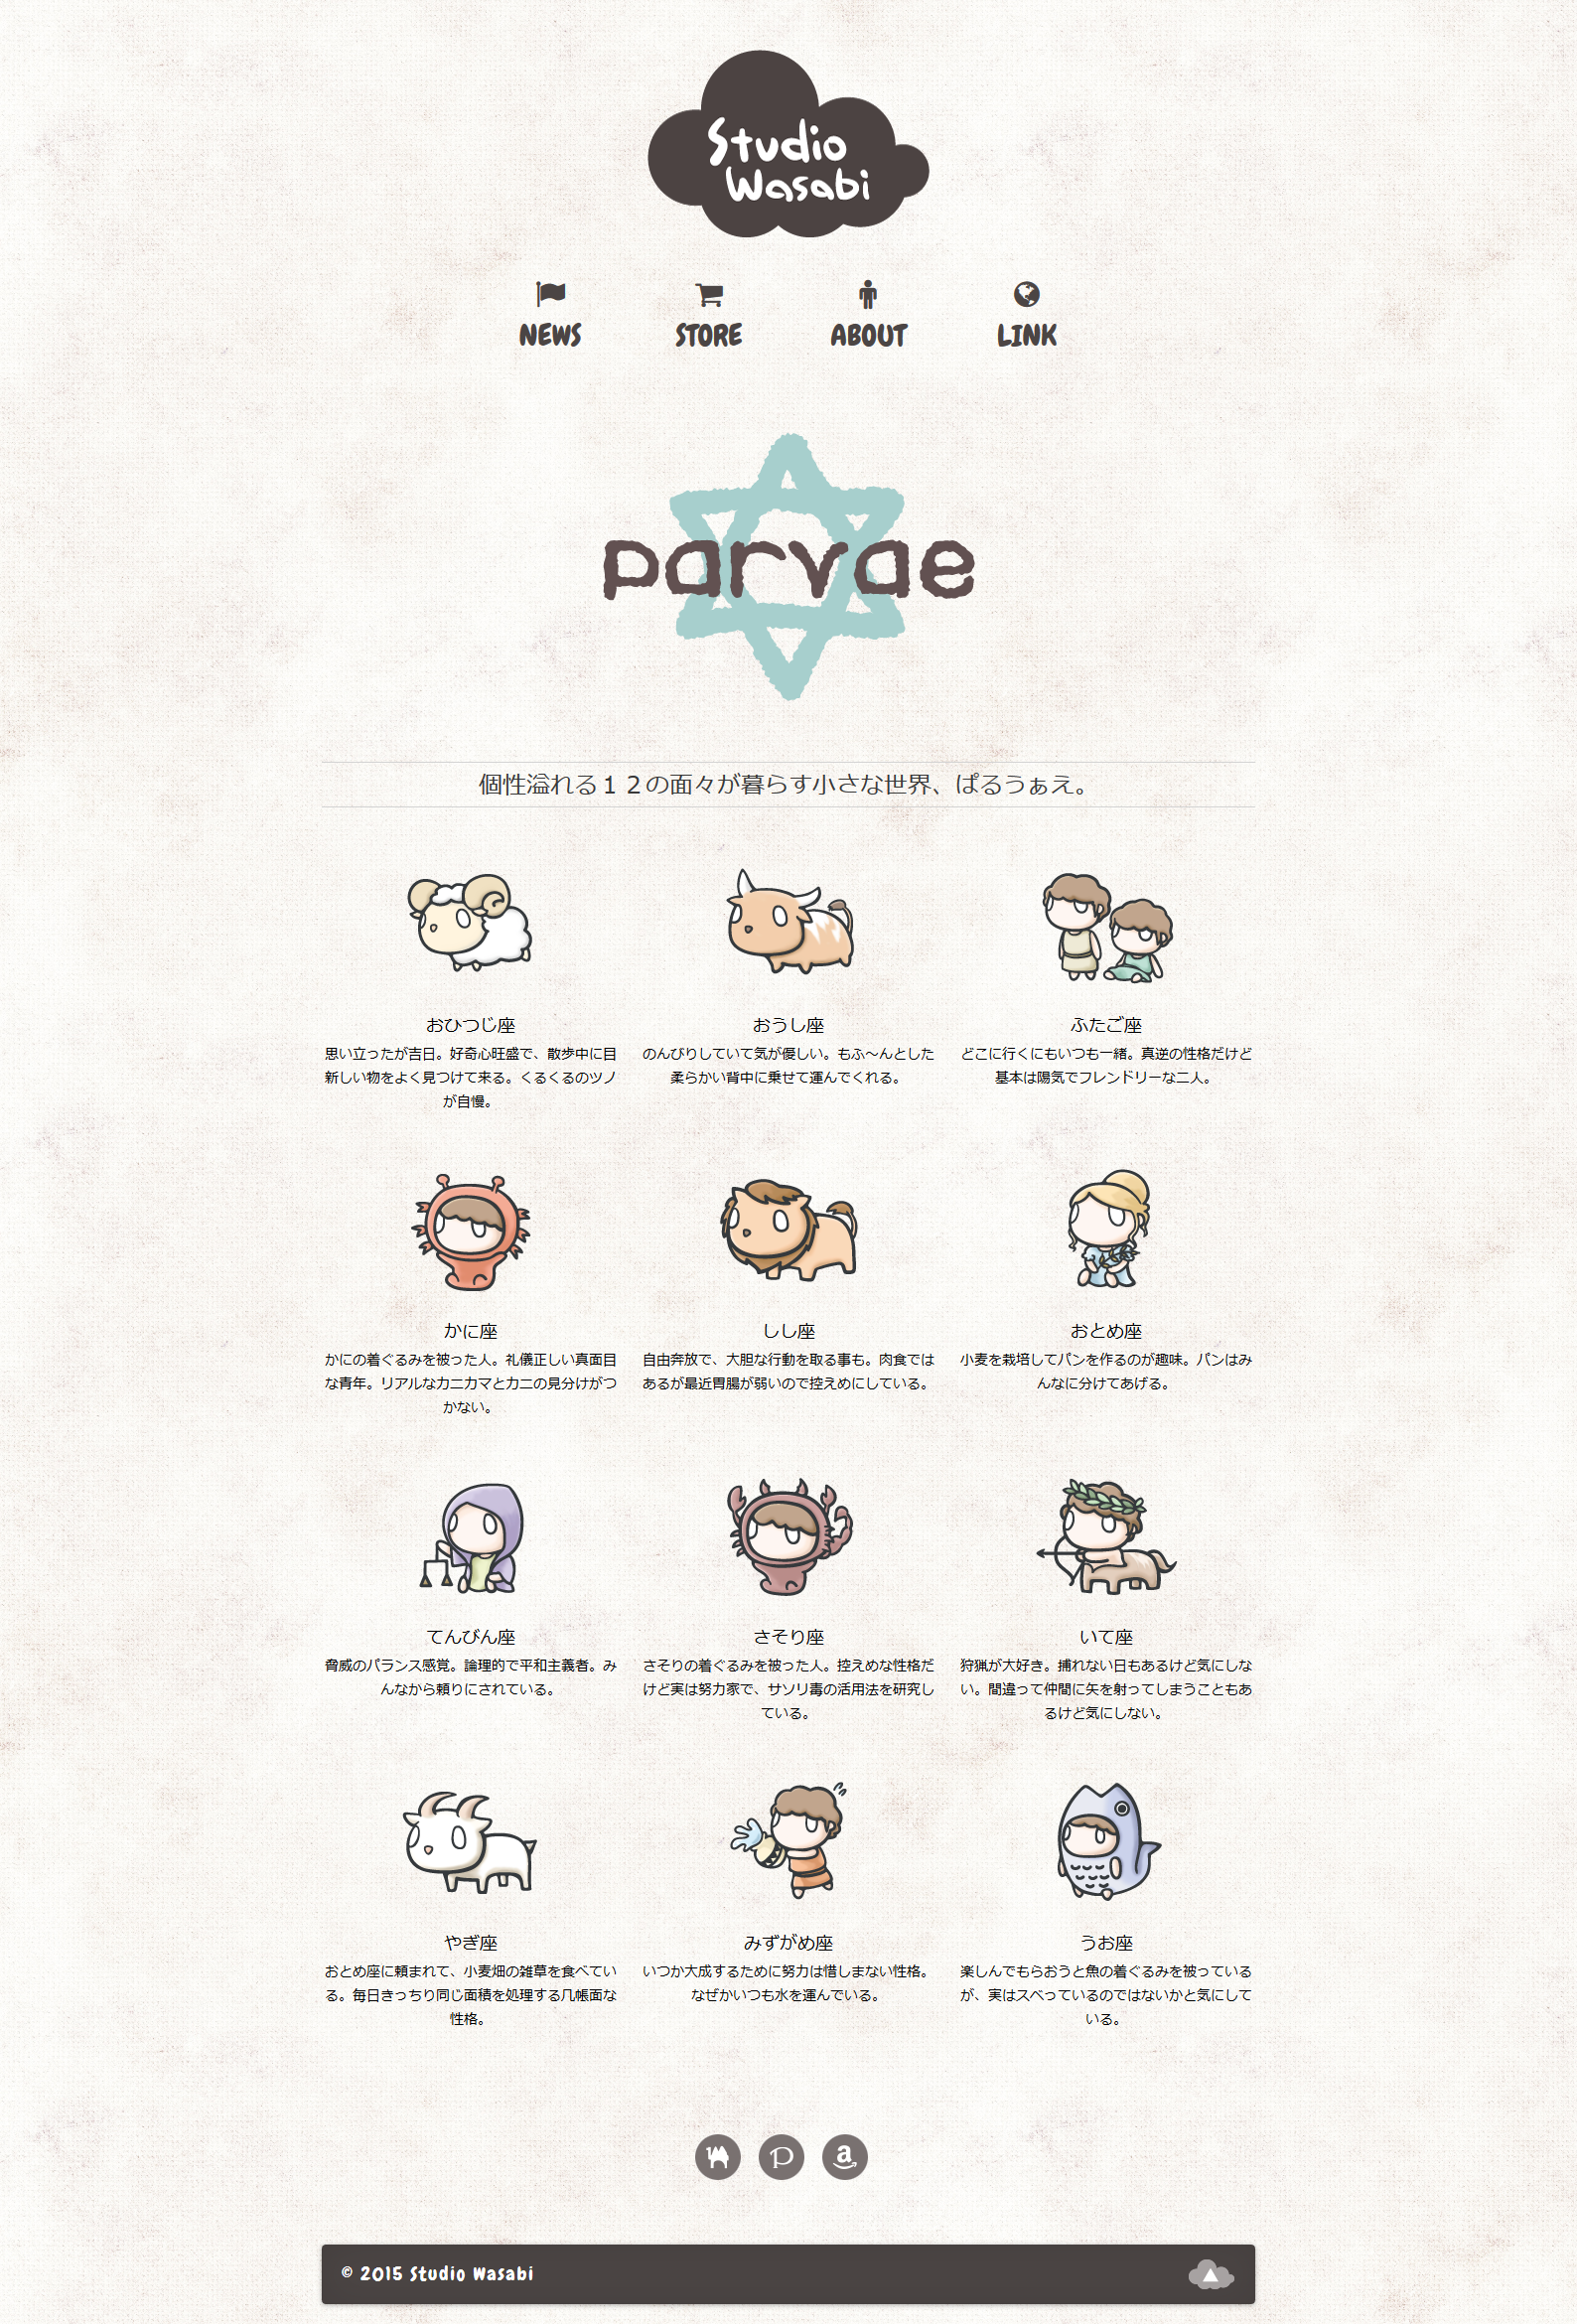 Studio
Wasabi
NEWS STORE ABOUT LINK
parvae
個性溢れる１２の面々が暮らす小さな世界、ぱるうぁえ。
おひつじ座
思い立ったが吉日。好奇心旺盛で、散歩中に目
新しい物をよく見つけて来る。くるくるのツノ
が自慢。
おうし座
のんびりしていて気が優しい。もふ～んとした
柔らかい背中に乗せて運んでくれる。
ふたご座
どこに行くにもいつも一緒。真逆の性格だけど
基本は陽気でフレンドリーな二人。
かに座
かにの着ぐるみを被った人。礼儀正しい真面目
な青年。リアルなカニカマとカニの見分けがつ
かない。
しし座
自由奔放で、大胆な行動を取る事も。肉食では
あるが最近胃腸が弱いので控えめにしている。
おとめ座
小麦を栽培してパンを作るのが趣味。パンはみ
んなに分けてあげる。
てんびん座
脅威のバランス感覚。論理的で平和主義者。み
んなから頼りにされている。
さそり座
さそりの着ぐるみを被った人。控えめな性格だ
けど実は努力家で、サソリ毒の活用法を研究し
ている。
いて座
狩猟が大好き。捕れない日もあるけど気にしな
い。間違って仲間に矢を射ってしまうこともあ
るけど気にしない。
やぎ座
おとめ座に頼まれて、小麦畑の雑草を食べてい
る。毎日きっちり同じ面積を処理する几帳面な
性格。
みずがめ座
いつか大成するために努力は惜しまない性格。
なぜかいつも水を運んでいる。
うお座
楽しんでもらおうと魚の着ぐるみを被っている
が、実はスベっているのではないかと気にして
いる。
© 2015 Studio Wasabi